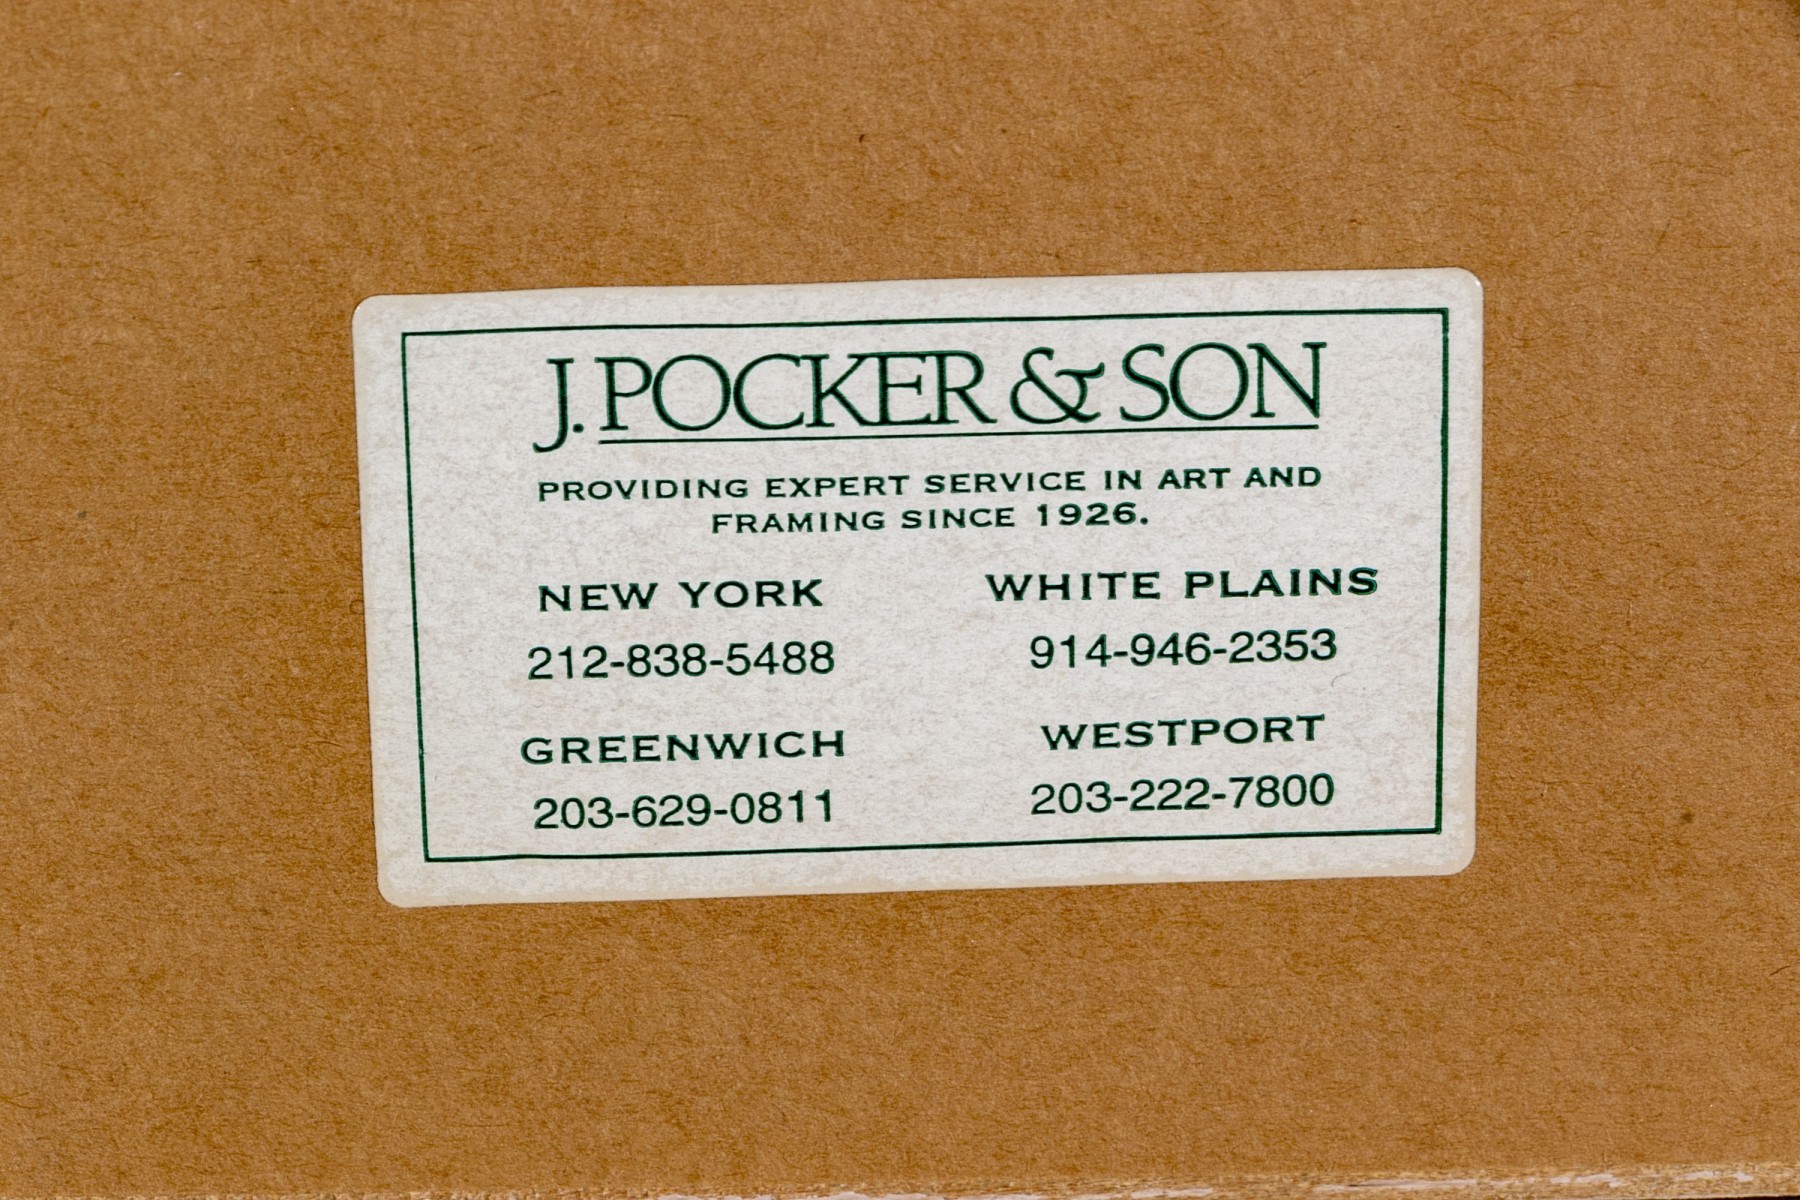 J. POCKER & SON
PROVIDING EXPERT SERVICE IN ART AND
FRAMING SINCE 1926.
NEW YORK
212-838-5488
WHITE PLAINS
914-946-2353
GREENWICH
203-629-0811
WESTPORT
203-222-7800